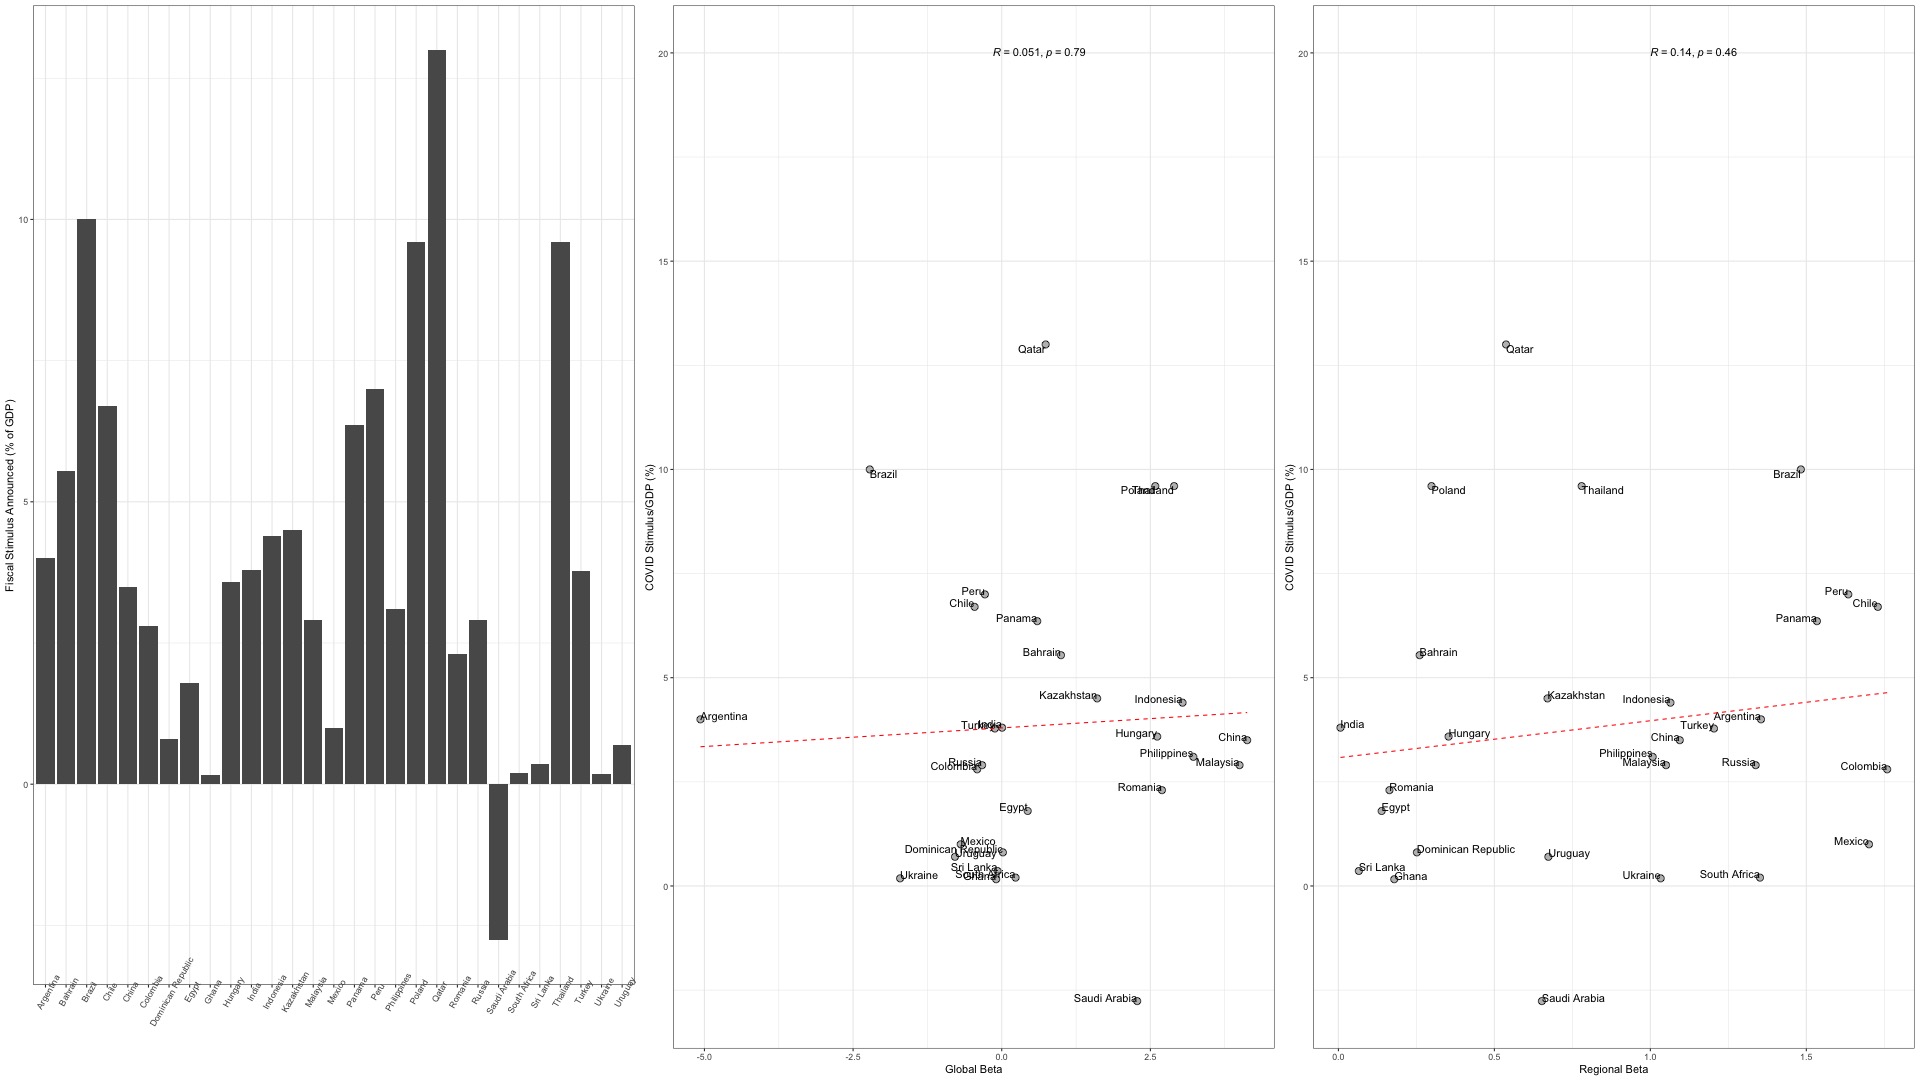 Fiscal Stimulus Announced (% of GDP)
10
5
0
Argentina
Bahrain
Brazil
Chile
China
Colombia
Dominican Republic
Egypt
Ghana
Hungary
India
Indonesia
Kazakhstan
Malaysia
Mexico
Panama
Peru
Philippines
Poland
Qatar
Romania
Russia
Saudi Arabia
South Africa
Sri Lanka
Thailand
Turkey
Ukraine
Uruguay
COVID Stimulus/GDP (%)
20
15
10
5
0
R = 0.051, p = 0.79
Qatar
Brazil
Poland
Thailand
Peru
Chile
Panama
Bahrain
Kazakhstan
Indonesia
Argentina
Turkey
India
Hungary
China
Philippines
Malaysia
Russia
Colombia
Romania
Egypt
Mexico
Dominican Republic
Uruguay
Sri Lanka
South Africa
Ghana
Ukraine
Saudi Arabia
-5.0
-2.5
0.0
2.5
Global Beta
COVID Stimulus/GDP (%)
20
15
10
5
0
R = 0.14, p = 0.46
Qatar
Brazil
Poland
Thailand
Peru
Chile
Panama
Bahrain
Kazakhstan
Indonesia
Argentina
India
Turkey
Hungary
China
Philippines
Malaysia
Russia
Colombia
Romania
Egypt
Mexico
Dominican Republic
Uruguay
Sri Lanka
Ghana
Ukraine
South Africa
Saudi Arabia
0.0
0.5
1.0
1.5
Regional Beta